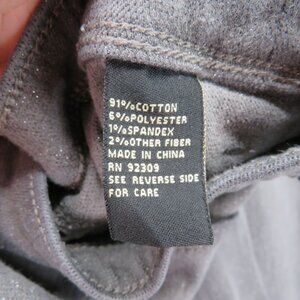 91%COTTON
6%POLYESTER
1%SPANDEX
2%OTHER FIBER
MADE IN CHINA
RN 92309
SEE REVERSE SIDE
FOR CARE